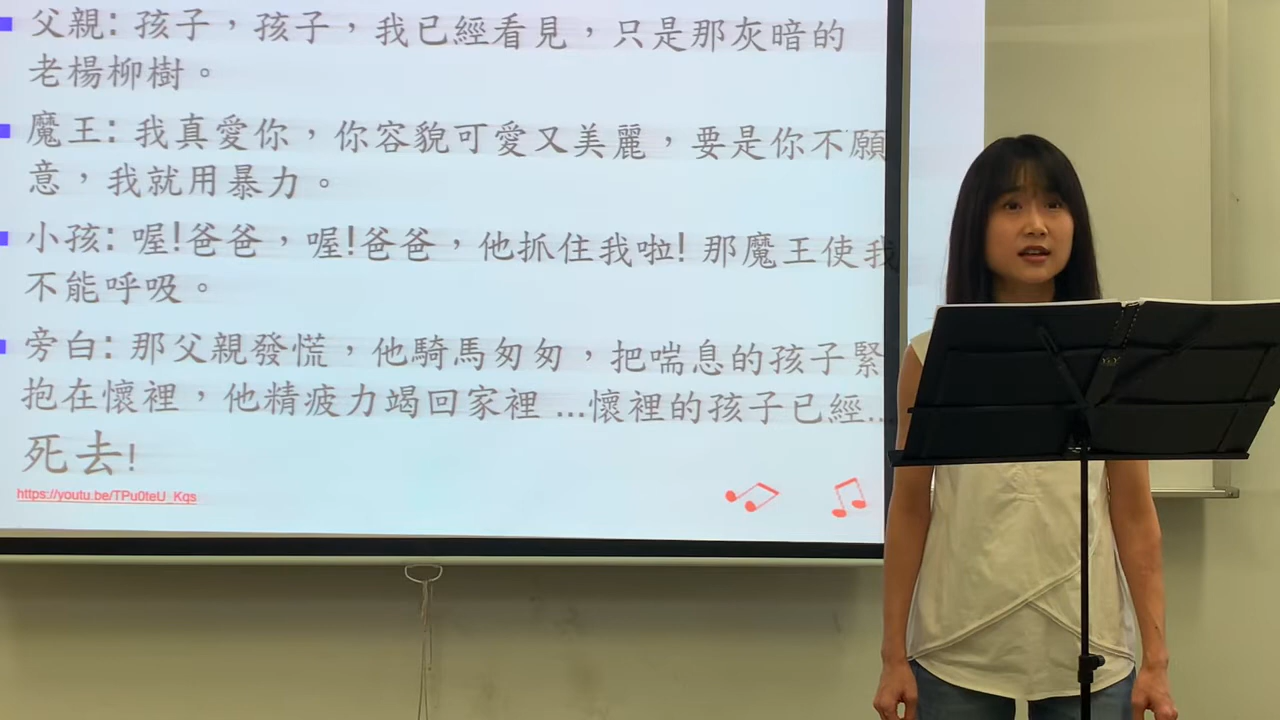 父親: 孩子，孩子，我已經看見，只是那灰暗的
老楊柳樹。
魔王: 我真愛你，你容貌可愛又美麗，要是你不願
意，我就用暴力。
小孩: 喔!爸爸，喔!爸爸，他抓住我啦! 那魔王使我
不能呼吸。
旁白: 那父親發慌，他騎馬匆匆，把喘息的孩子緊
抱在懷裡，他精疲力竭回家裡 ...懷裡的孩子已經...
死去!
https://youtu.be/TPu0teU_Kqs